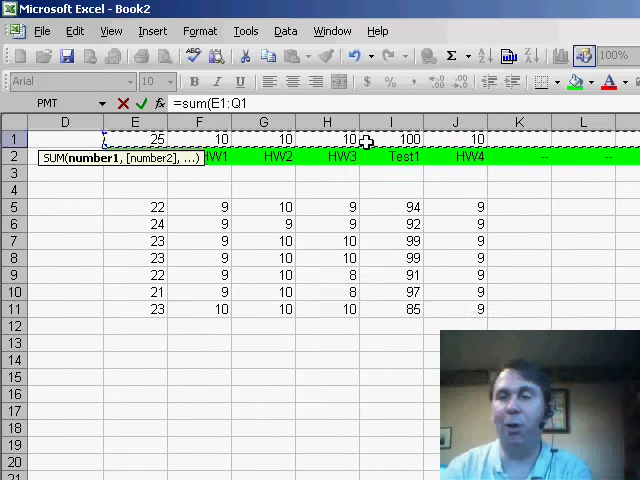 Microsoft Excel - Book2
File Edit View Insert Format Tools Data Window Help
Arial 10 B I U $ % , 100%
PMT =sum(E1:Q1
D E F G H I J K L
1 25 10 10 10 100 10
SUM(number1, [number2], ...)
2 HW1 HW2 HW3 Test1 HW4 -- --
3
4
5 22 9 10 9 94 9
6 24 9 9 9 92 9
7 23 9 10 10 99 9
8 23 9 10 10 99 9
9 22 9 10 8 91 9
10 21 9 10 8 97 9
11 23 10 10 10 85 9
12
13
14
15
16
17
18
19
20
21